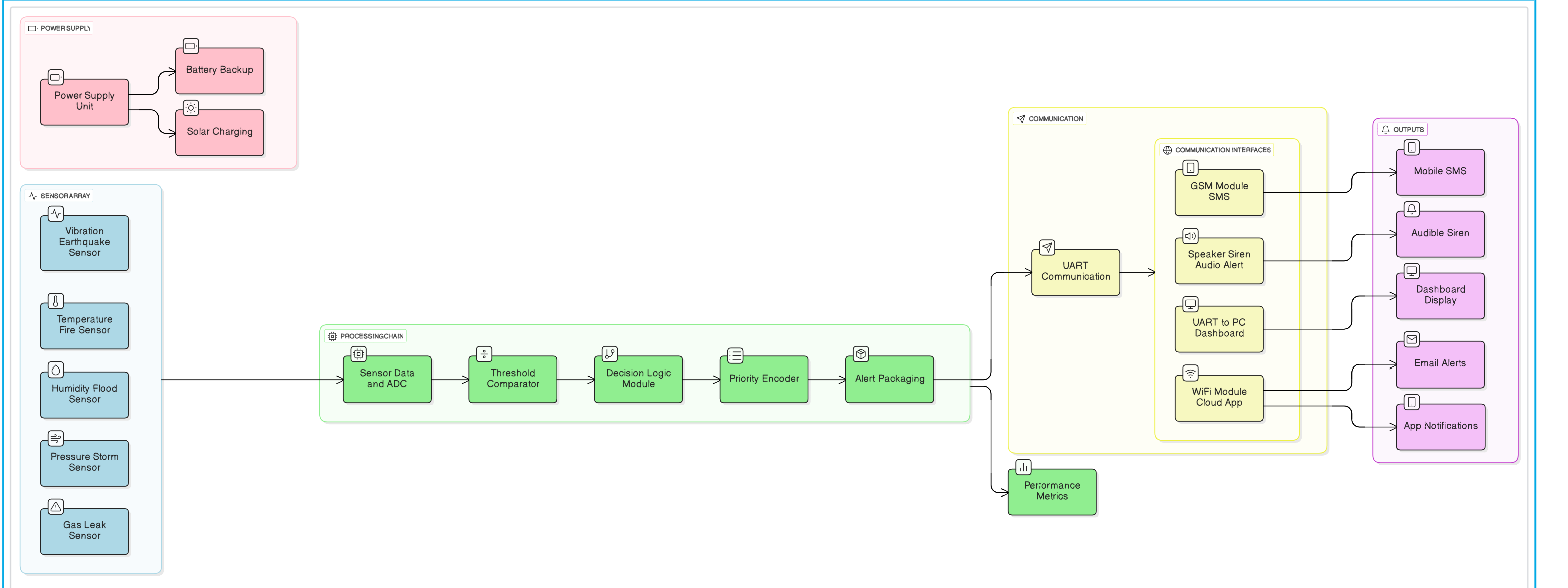 POWER SUPPLY
Power Supply
Unit
Battery Backup
Solar Charging
SENSORARRAY
Vibration
Earthquake
Sensor
Temperature
Fire Sensor
Humidity Flood
Sensor
Pressure Storm
Sensor
Gas Leak
Sensor
PROCESSINGCHAIN
Sensor Data
and ADC
Threshold
Comparator
Decision Logic
Module
Priority Encoder
Alert Packaging
COMMUNICATION
UART
Communication
COMMUNICATION INTERFACES
GSM Module
SMS
Speaker Siren
Audio Alert
UART to PC
Dashboard
WiFi Module
Cloud App
Performance
Metrics
OUTPUTS
Mobile SMS
Audible Siren
Dashboard
Display
Email Alerts
App Notifications